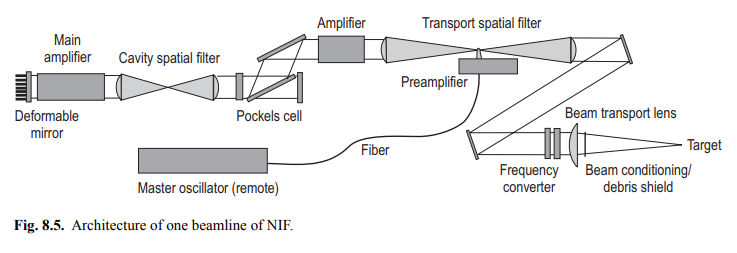 Amplifier
Transport spatial filter
Main
amplifier
Cavity spatial filter
Preamplifier
Deformable
mirror
Pockels cell
Beam transport lens
Fiber
Target
Master oscillator (remote)
Frequency
converter
Beam conditioning/
debris shield
Fig. 8.5. Architecture of one beamline of NIF.